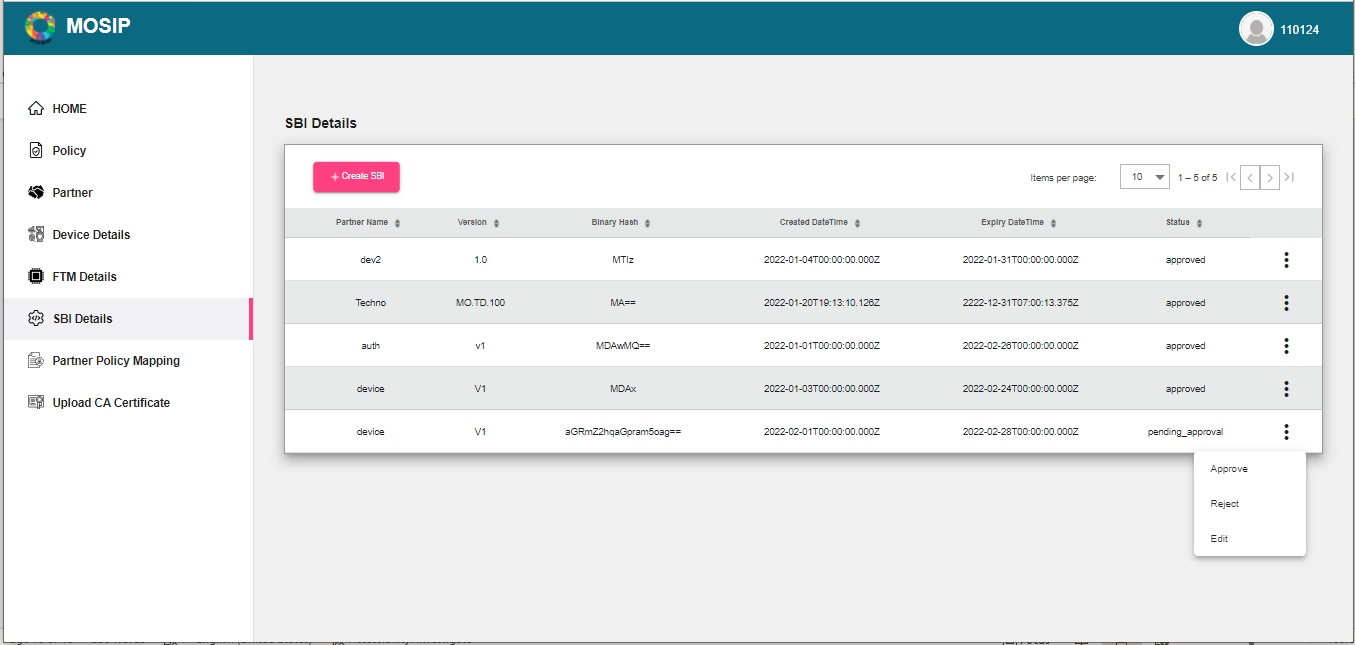 MOSIP
110124
HOME
Policy
Partner
Device Details
FTM Details
SBI Details
Partner Policy Mapping
Upload CA Certificate
SBI Details
+ Create SBI
Items per page: 10 1 – 5 of 5
Partner Name Version Binary Hash Created DateTime Expiry DateTime Status
dev2 1.0 MTIz 2022-01-04T00:00:00.000Z 2022-01-31T00:00:00.000Z approved
Techno MO.TD.100 MA== 2022-01-20T19:13:10.126Z 2222-12-31T07:00:13.375Z approved
auth v1 MDAwMQ== 2022-01-01T00:00:00.000Z 2022-02-26T00:00:00.000Z approved
device V1 MDAx 2022-01-03T00:00:00.000Z 2022-02-24T00:00:00.000Z approved
device V1 aGRmZ2hqaGpram5oag== 2022-02-01T00:00:00.000Z 2022-02-28T00:00:00.000Z pending_approval
Approve
Reject
Edit